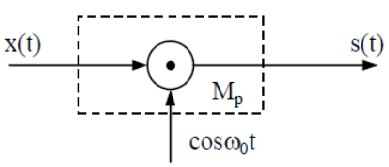 x(t)
s(t)
Mₚ
cosω₀t